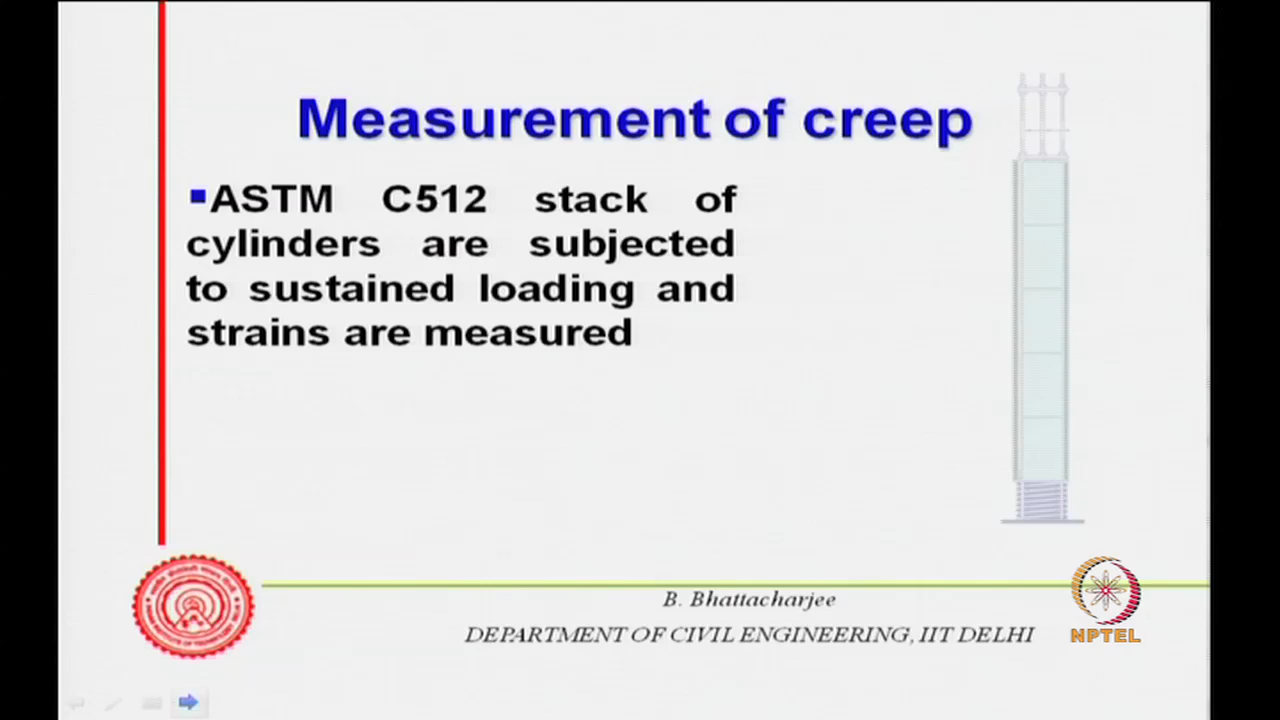 Measurement of creep
▪ASTM C512 stack of
cylinders are subjected
to sustained loading and
strains are measured
B. Bhattacharjee
DEPARTMENT OF CIVIL ENGINEERING, IIT DELHI
NPTEL